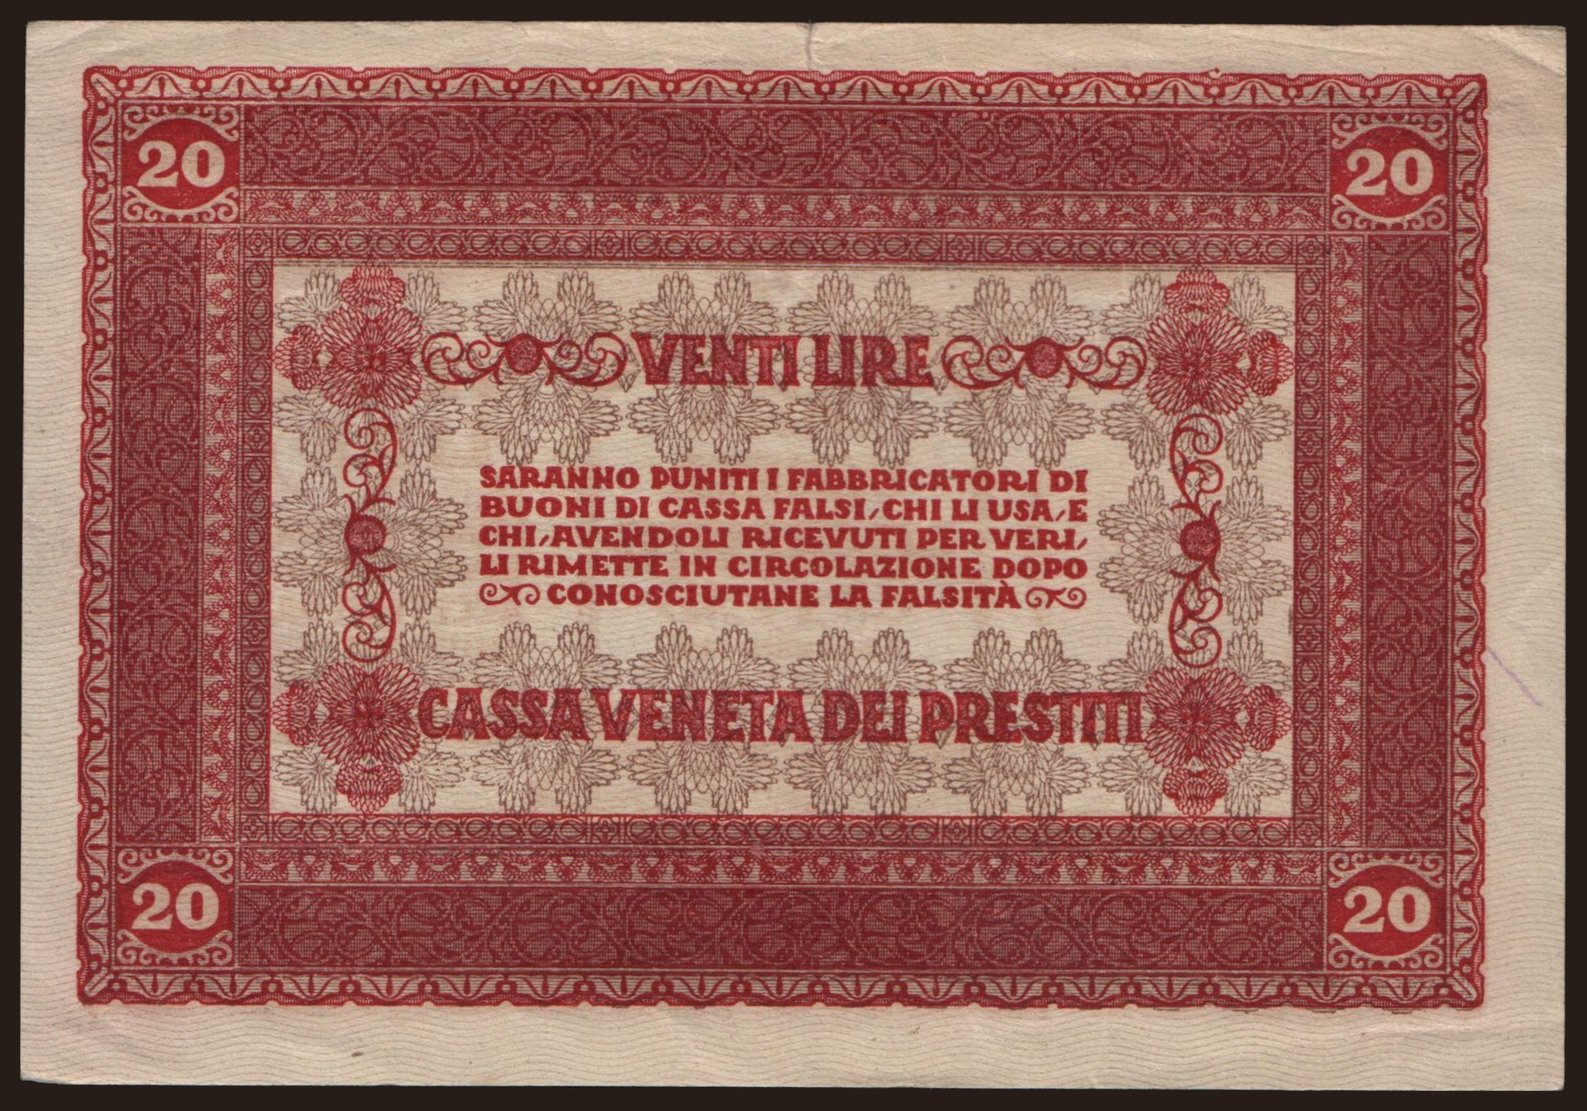 20
20
VENTI LIRE
SARANNO PUNITI I FABBRICATORI DI
BUONI DI CASSA FALSI, CHI LI USA, E
CHI, AVENDOLI RICEVUTI PER VERI,
LI RIMETTE IN CIRCOLAZIONE DOPO
CONOSCIUTANE LA FALSITÀ
CASSA VENETA DEI PRESTITI
20
20